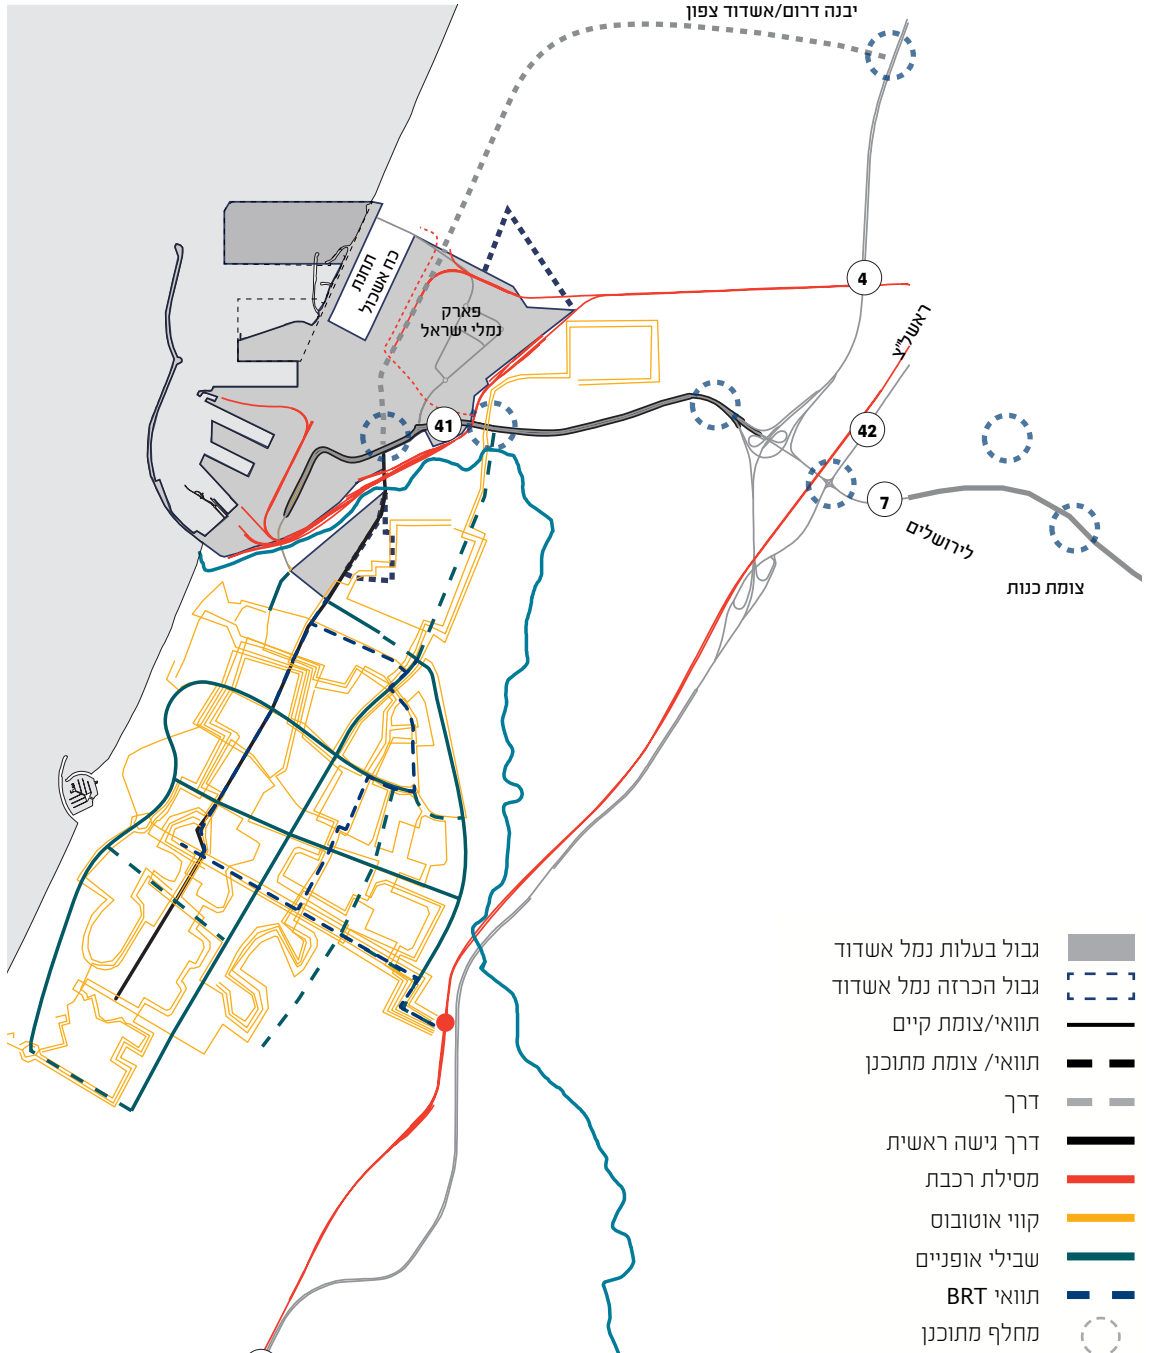 יבנה דרום/אשדוד צפון
תחנת
כח אשכול
פארק
נמלי ישראל
4
ראשל"צ
41
42
7
לירושלים
צומת כנות
גבול בעלות נמל אשדוד
גבול הכרזה נמל אשדוד
תוואי/צומת קיים
תוואי/ צומת מתוכנן
דרך
דרך גישה ראשית
מסילת רכבת
קווי אוטובוס
שבילי אופניים
תוואי BRT
מחלף מתוכנן